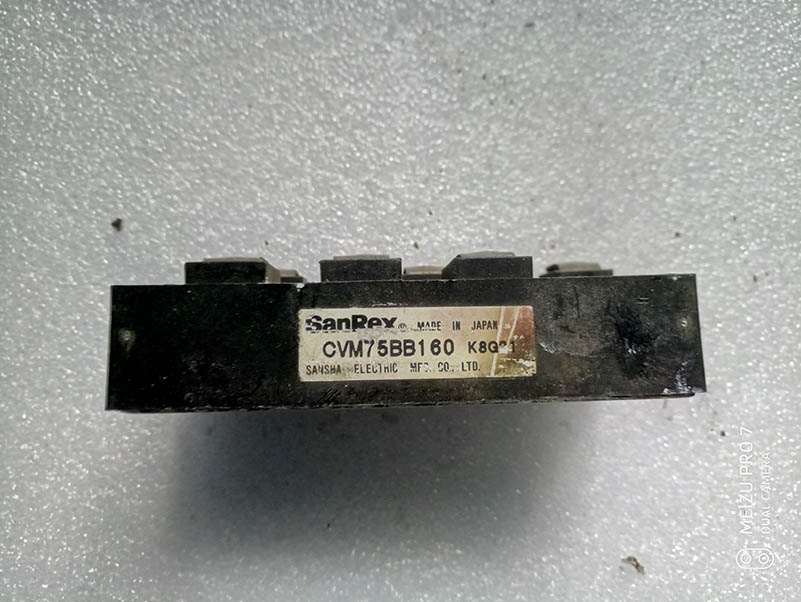 SanRex® MADE IN JAPAN
CVM75BB160
SANSHA ELECTRIC MFG. CO., LTD.
MEIZU PRO 7
DUAL CAMERA